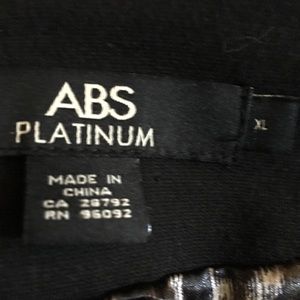 ABS
PLATINUM
XL
MADE IN
CHINA
CA 28792
RN 96092